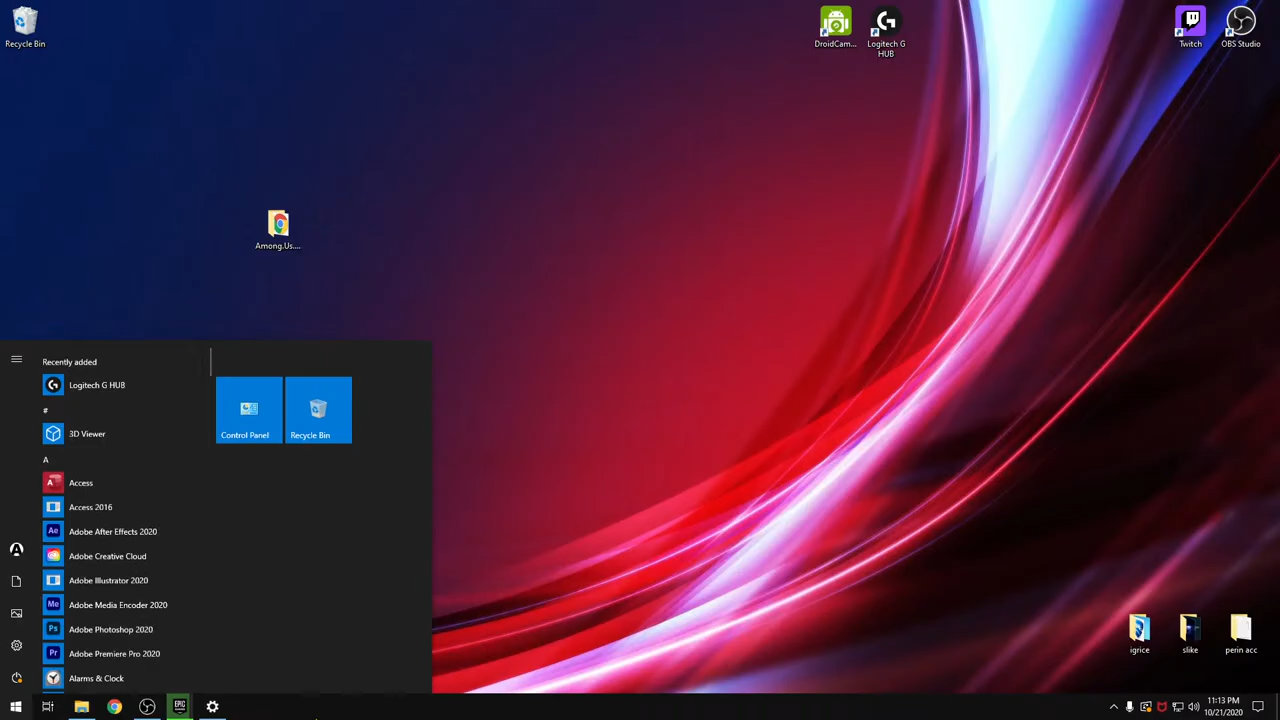 Recycle Bin
DroidCam...
Logitech G
HUB
Twitch
OBS Studio
Among.Us....
Recently added
Logitech G HUB
#
3D Viewer
A
Access
Access 2016
Adobe After Effects 2020
Adobe Creative Cloud
Adobe Illustrator 2020
Adobe Media Encoder 2020
Adobe Photoshop 2020
Adobe Premiere Pro 2020
Alarms & Clock
Control Panel
Recycle Bin
igrice
slike
perin acc
EPIC
11:13 PM
10/21/2020